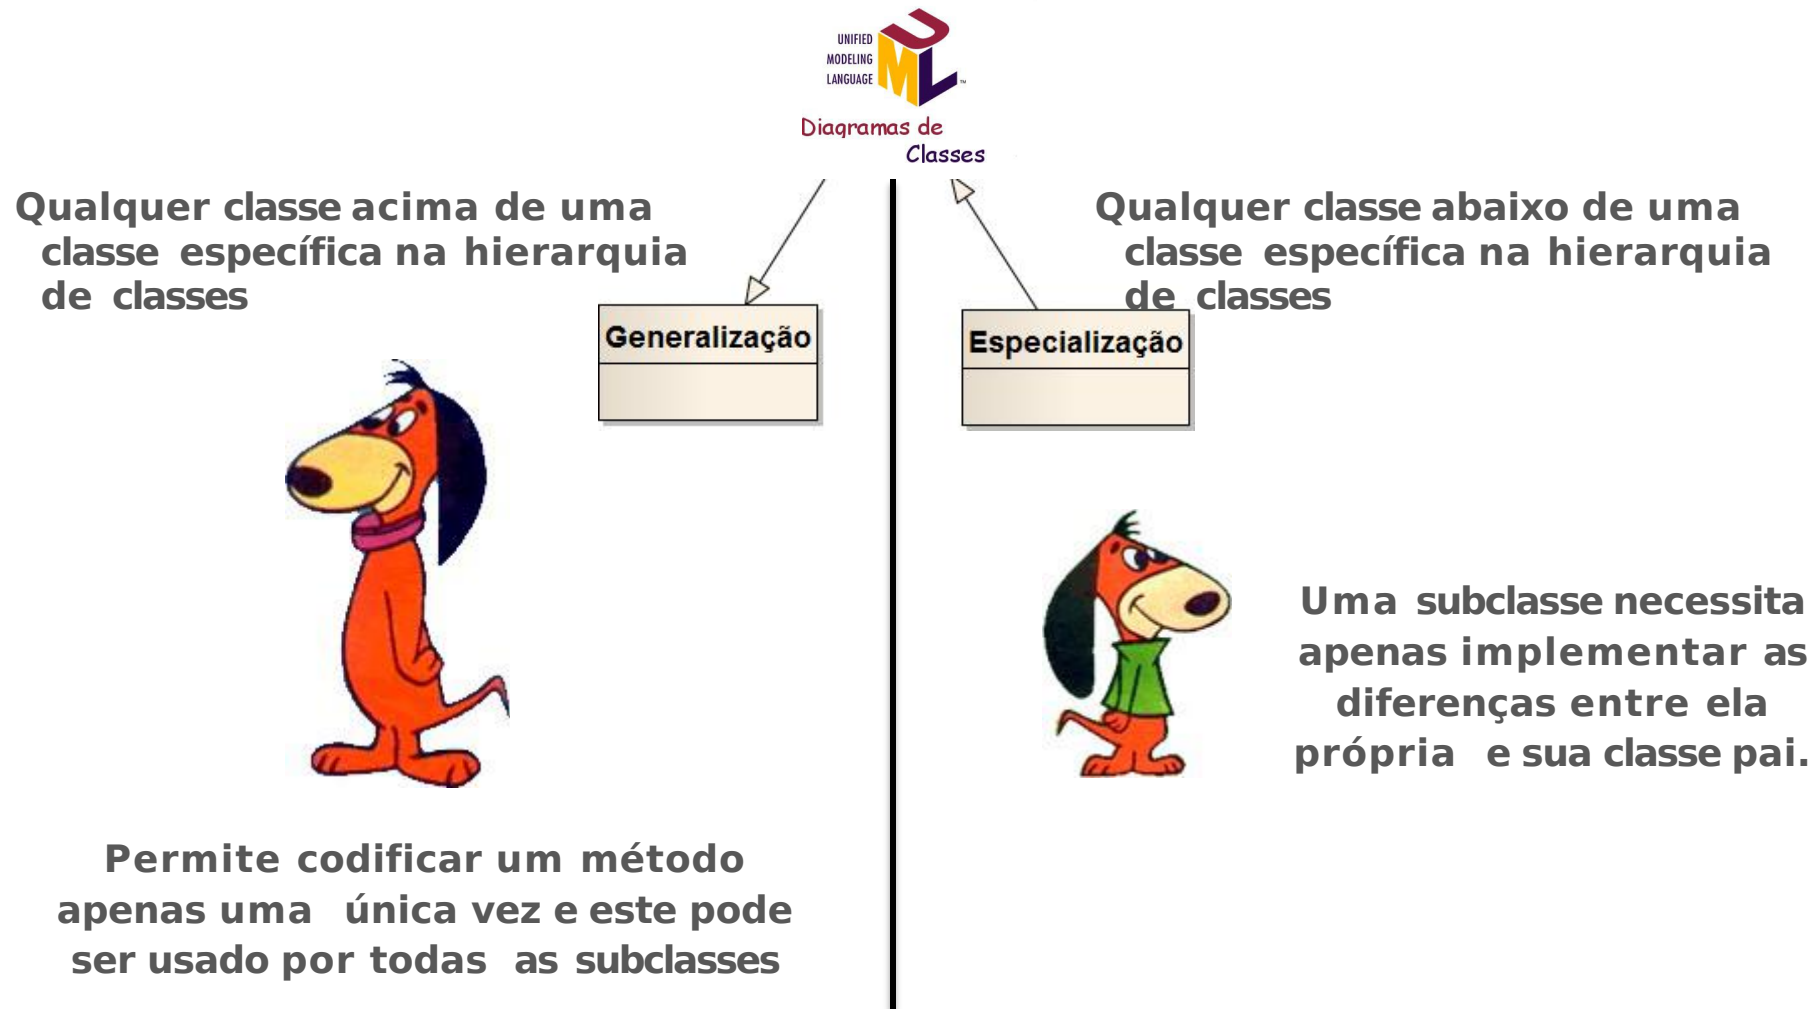 UNIFIED
MODELING
LANGUAGE
UML™
Diagramas de
Classes
Qualquer classe acima de uma
classe específica na hierarquia
de classes
Generalização
Permite codificar um método
apenas uma única vez e este pode
ser usado por todas as subclasses
Qualquer classe abaixo de uma
classe específica na hierarquia
de classes
Especialização
Uma subclasse necessita
apenas implementar as
diferenças entre ela
própria e sua classe pai.